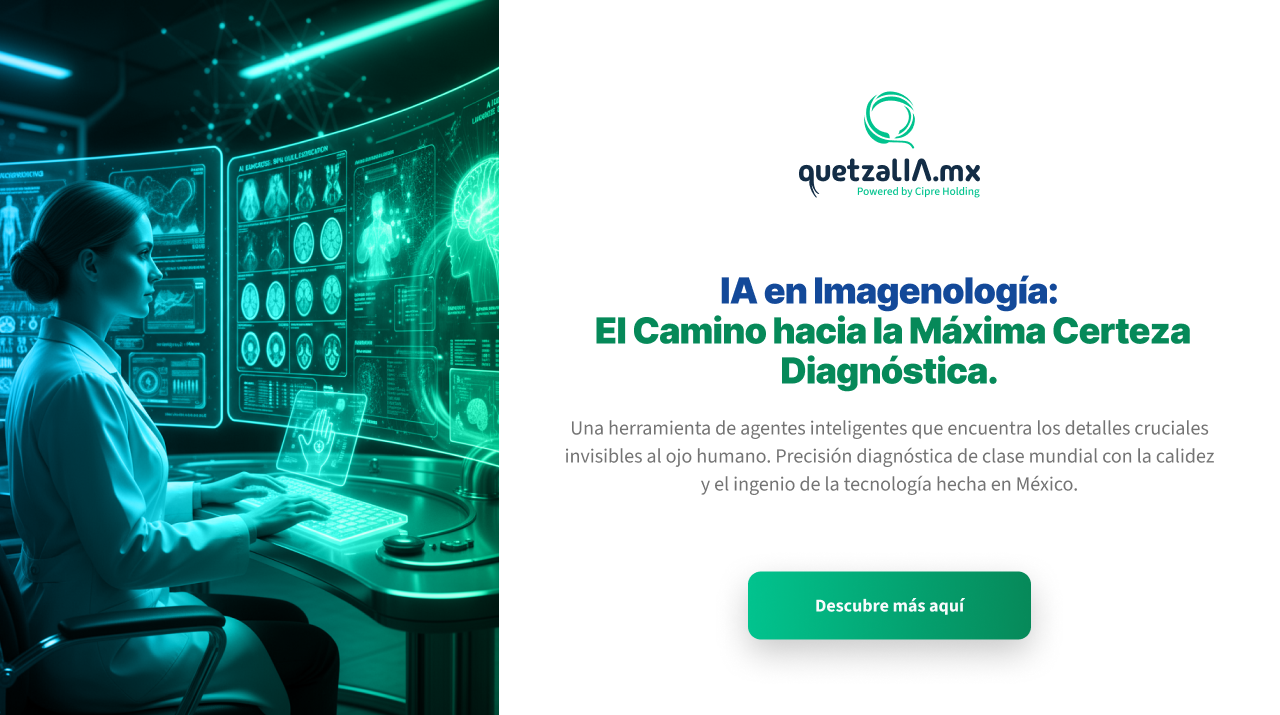 quetzalIA.mx
Powered by Cipre Holding
IA en Imagenología:
El Camino hacia la Máxima Certeza
Diagnóstica.
Una herramienta de agentes inteligentes que encuentra los detalles cruciales
invisibles al ojo humano. Precisión diagnóstica de clase mundial con la calidez
y el ingenio de la tecnología hecha en México.
Descubre más aquí